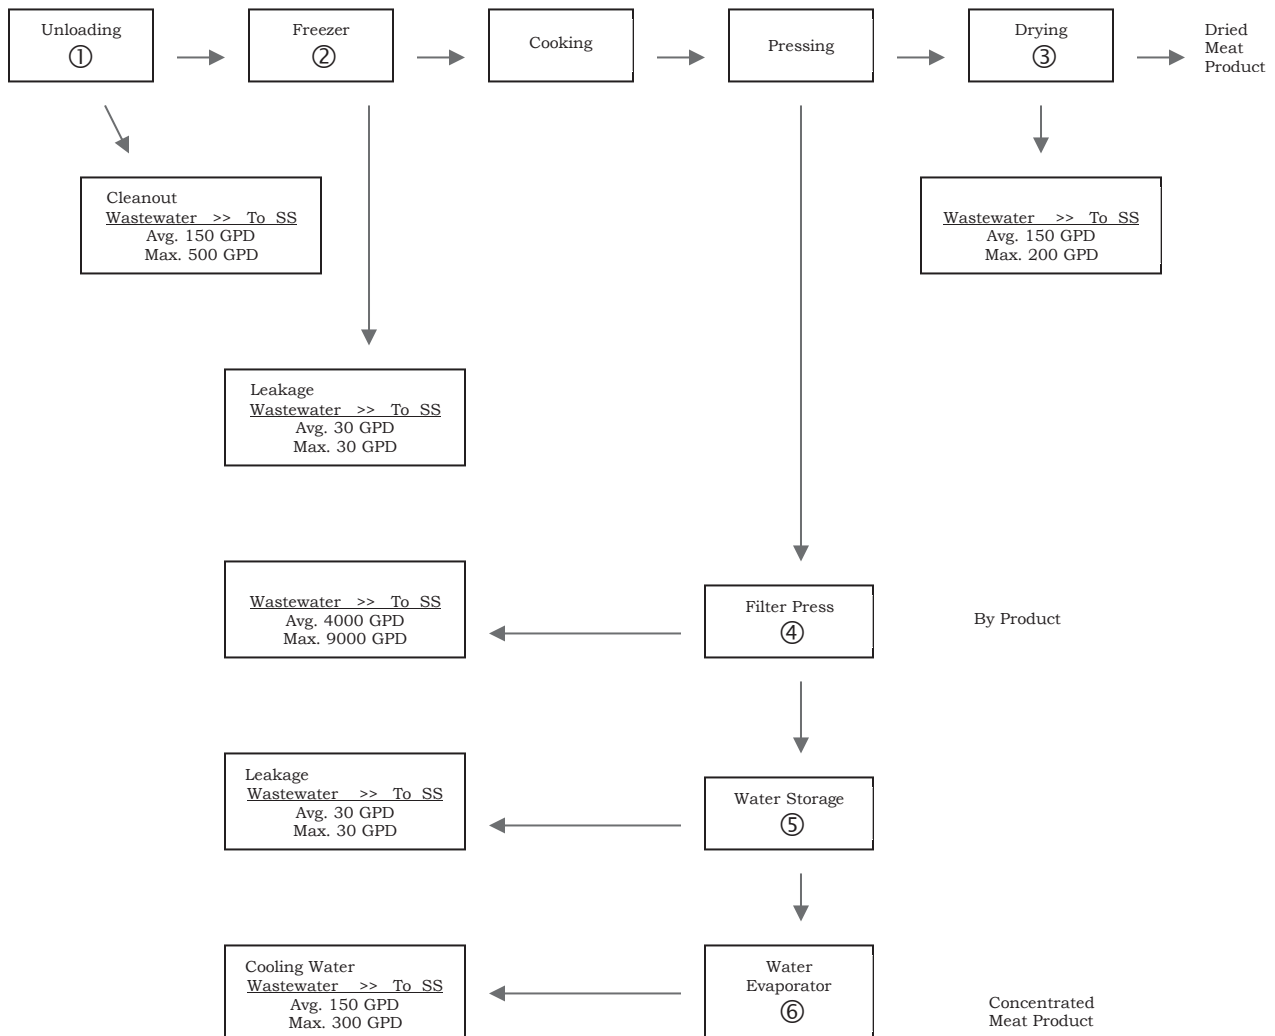 Unloading
①
Freezer
②
Cooking
Pressing
Drying
③
Dried
Meat
Product
Cleanout
Wastewater >> To SS
Avg. 150 GPD
Max. 500 GPD
Wastewater >> To SS
Avg. 150 GPD
Max. 200 GPD
Leakage
Wastewater >> To SS
Avg. 30 GPD
Max. 30 GPD
Wastewater >> To SS
Avg. 4000 GPD
Max. 9000 GPD
Filter Press
④
By Product
Leakage
Wastewater >> To SS
Avg. 30 GPD
Max. 30 GPD
Water Storage
⑤
Cooling Water
Wastewater >> To SS
Avg. 150 GPD
Max. 300 GPD
Water
Evaporator
⑥
Concentrated
Meat Product